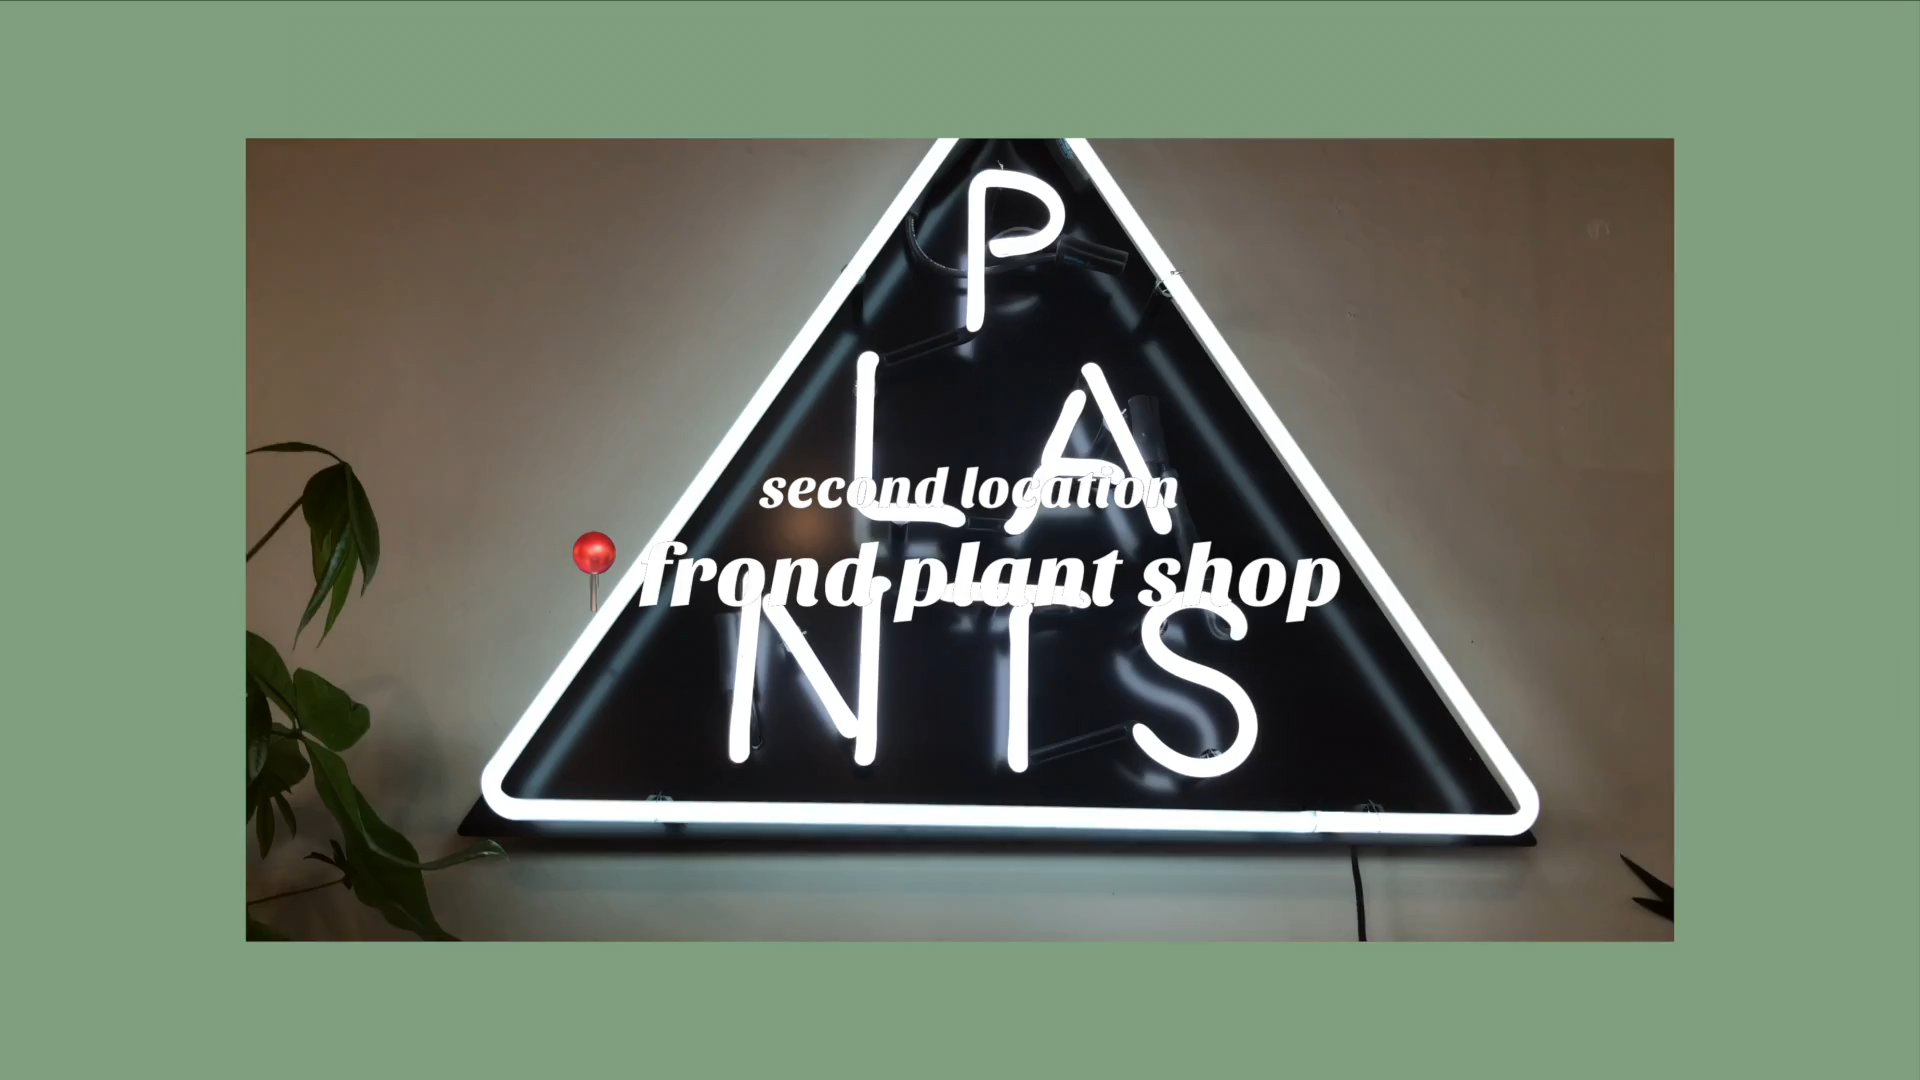 P
LA
second location
📍 frond plant shop
NTS